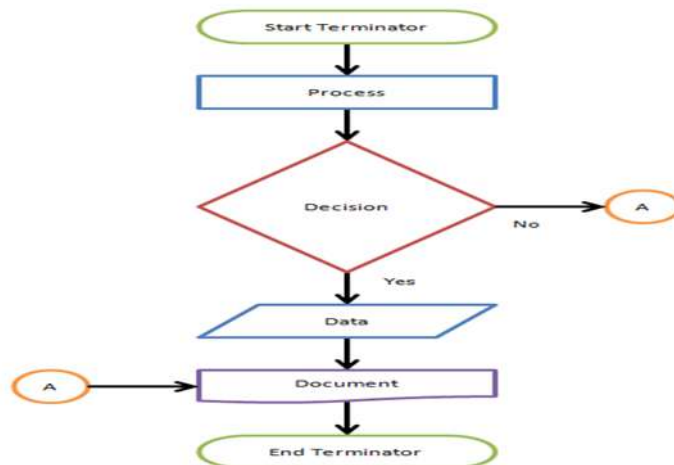 Start Terminator
Process
Decision
A
No
Yes
Data
A
Document
End Terminator